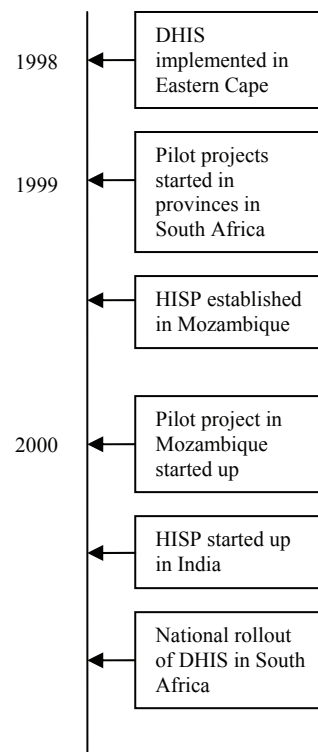 1998
DHIS
implemented in
Eastern Cape
1999
Pilot projects
started in
provinces in
South Africa
HISP established
in Mozambique
2000
Pilot project in
Mozambique
started up
HISP started up
in India
National rollout
of DHIS in South
Africa